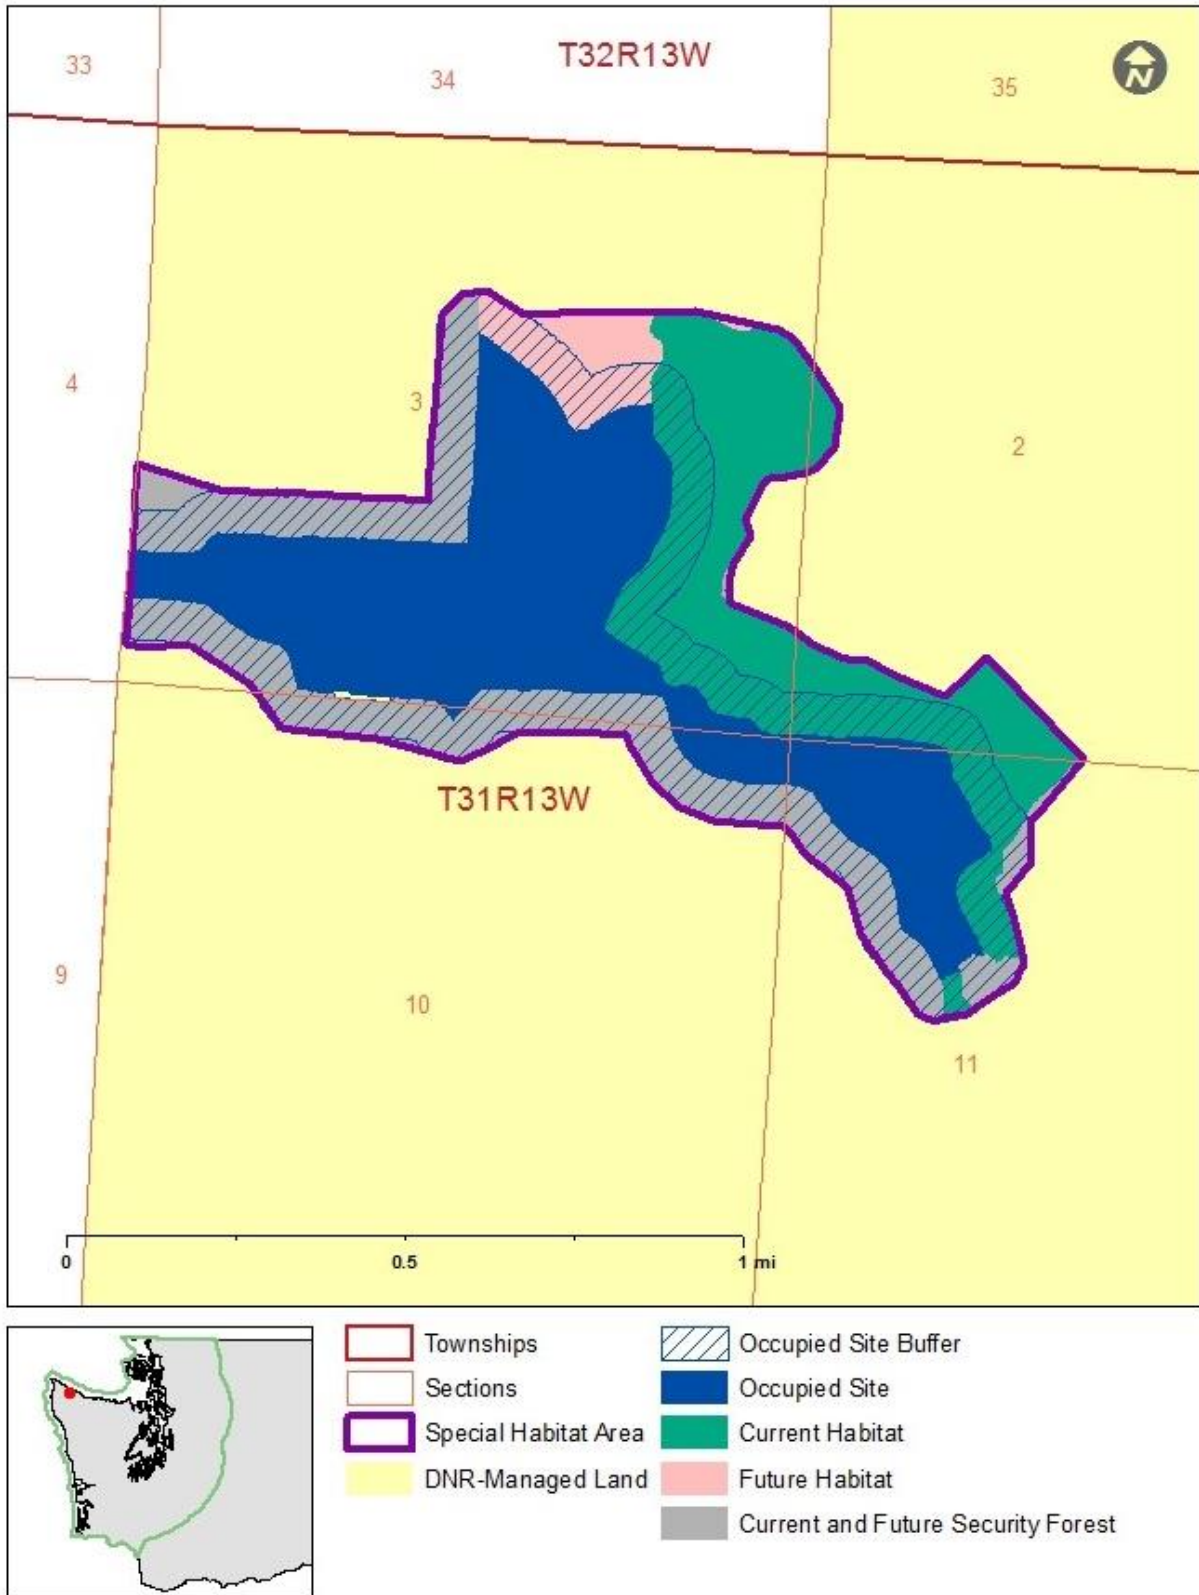 T32R13W
33
34
35
N
4
3
2
T31R13W
9
10
11
0
0.5
1 mi
Townships
Sections
Special Habitat Area
DNR-Managed Land
Occupied Site Buffer
Occupied Site
Current Habitat
Future Habitat
Current and Future Security Forest